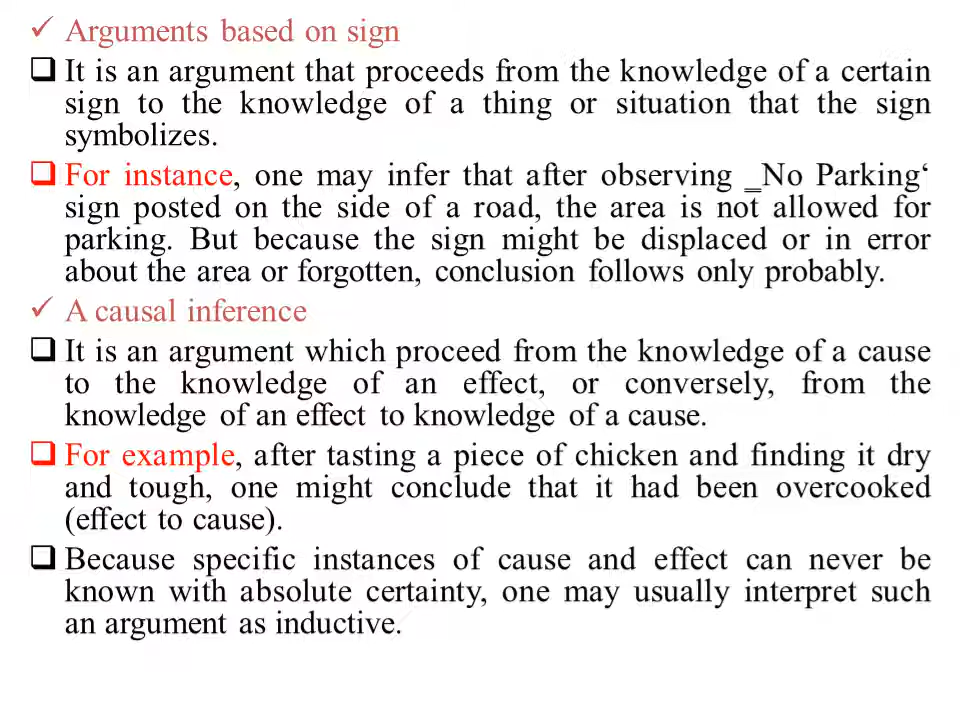 ✓ Arguments based on sign
❑ It is an argument that proceeds from the knowledge of a certain
sign to the knowledge of a thing or situation that the sign
symbolizes.
❑ For instance, one may infer that after observing ‗No Parking‘
sign posted on the side of a road, the area is not allowed for
parking. But because the sign might be displaced or in error
about the area or forgotten, conclusion follows only probably.
✓ A causal inference
❑ It is an argument which proceed from the knowledge of a cause
to the knowledge of an effect, or conversely, from the
knowledge of an effect to knowledge of a cause.
❑ For example, after tasting a piece of chicken and finding it dry
and tough, one might conclude that it had been overcooked
(effect to cause).
❑ Because specific instances of cause and effect can never be
known with absolute certainty, one may usually interpret such
an argument as inductive.